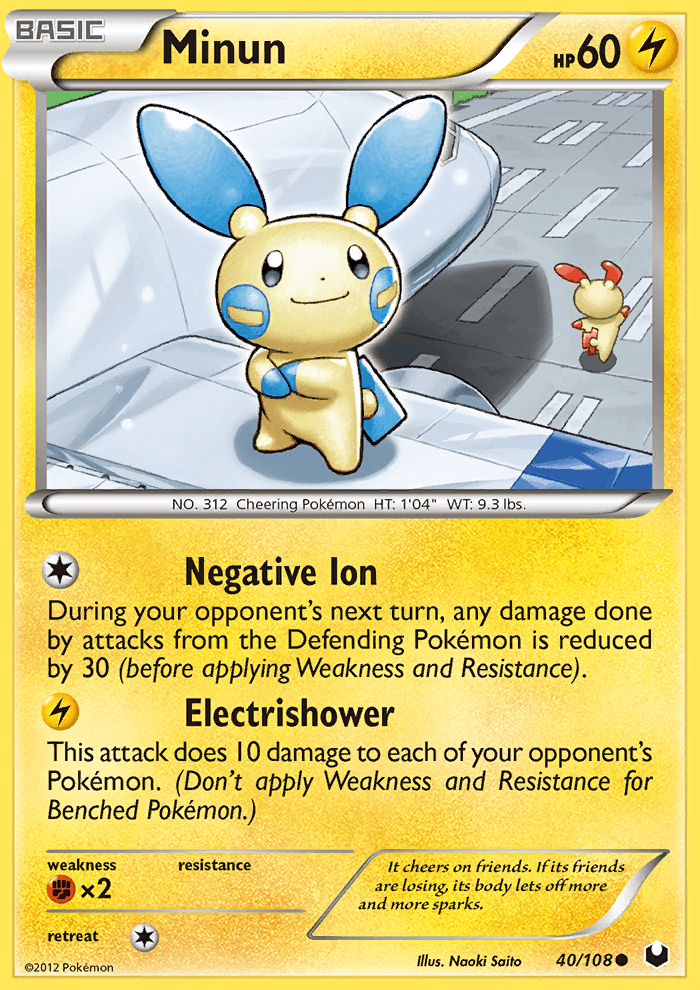 BASIC
Minun
HP60
NO. 312 Cheering Pokémon HT: 1'04" WT: 9.3 lbs.
Negative Ion
During your opponent's next turn, any damage done
by attacks from the Defending Pokémon is reduced
by 30 (before applying Weakness and Resistance).
Electrishower
This attack does 10 damage to each of your opponent's
Pokémon. (Don't apply Weakness and Resistance for
Benched Pokémon.)
weakness
resistance
×2
It cheers on friends. If its friends
are losing, its body lets off more
and more sparks.
retreat
©2012 Pokémon
Illus. Naoki Saito
40/108